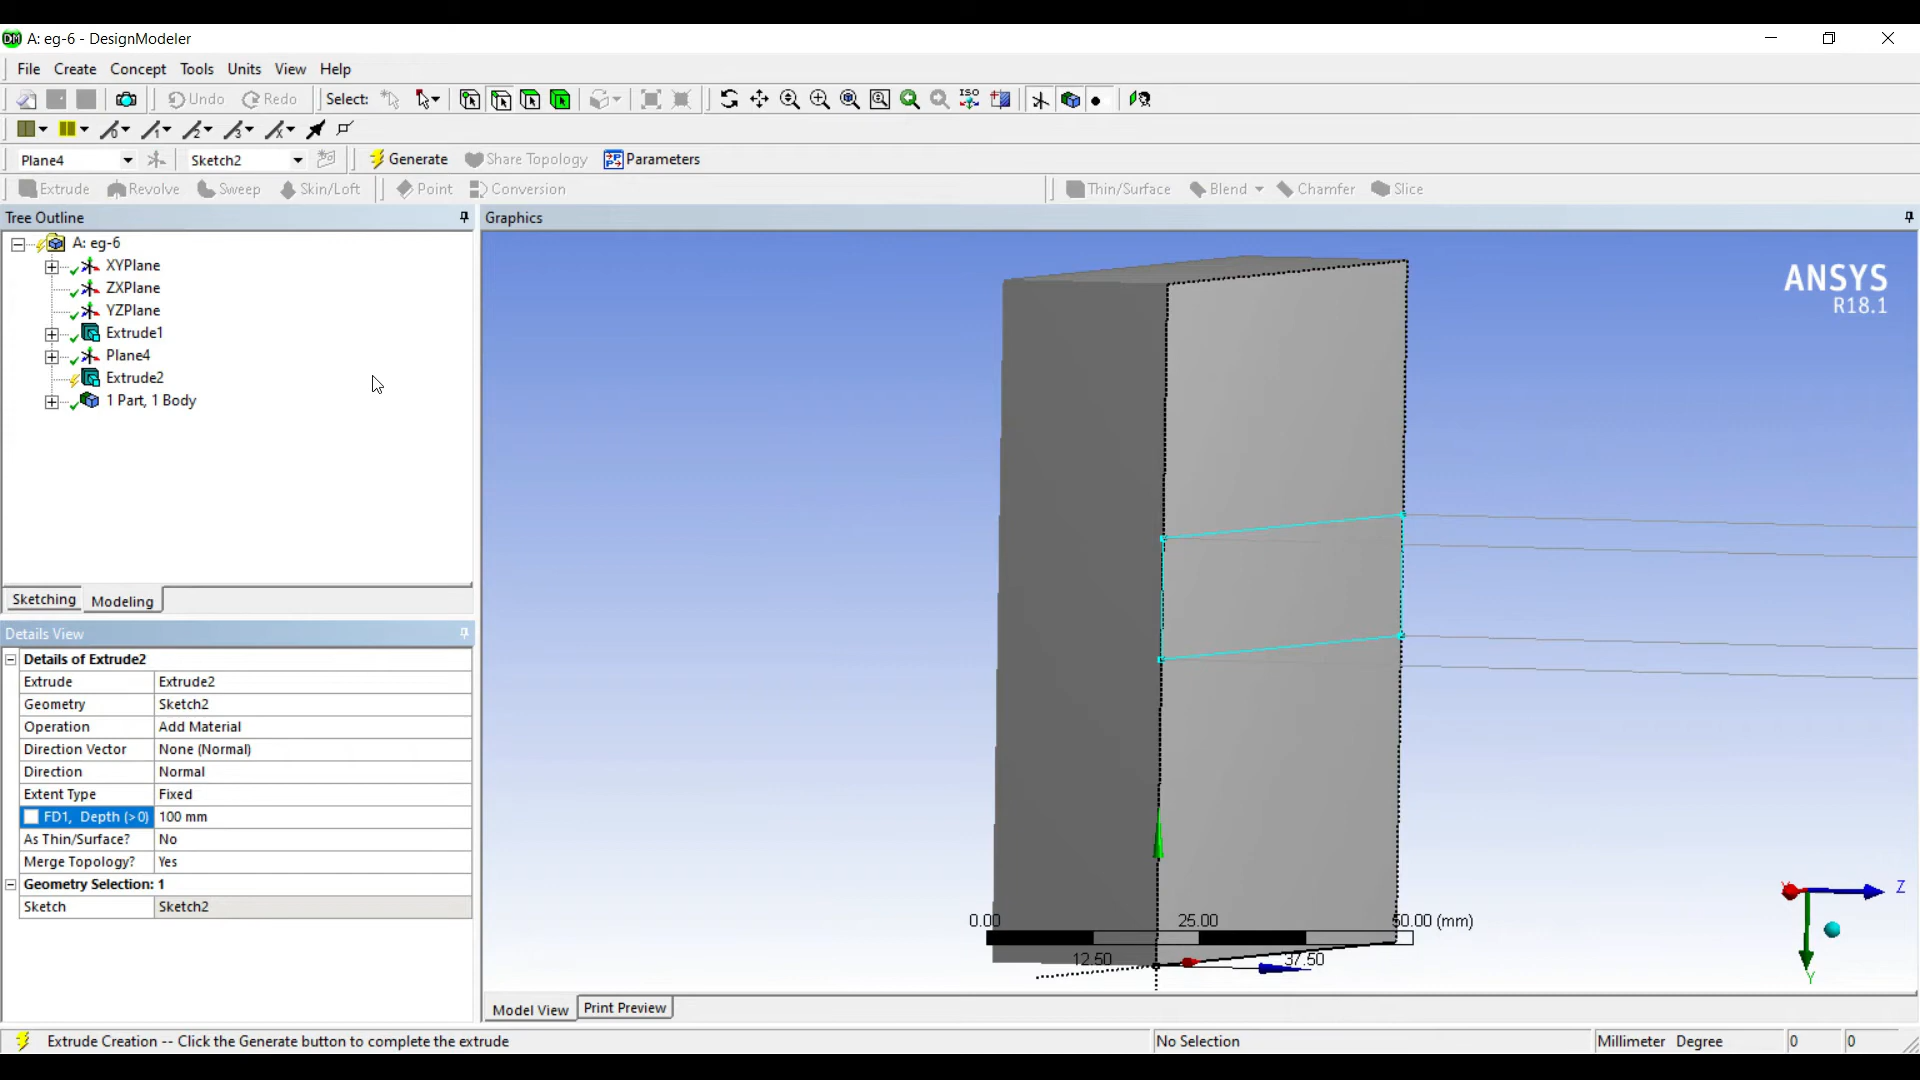 DM A: eg-6 - DesignModeler
File Create Concept Tools Units View Help
Undo Redo Select: ISO
Plane4 Sketch2 Generate Share Topology Parameters
Extrude Revolve Sweep Skin/Loft Point Conversion Thin/Surface Blend Chamfer Slice
Tree Outline
A: eg-6
XYPlane
ZXPlane
YZPlane
Extrude1
Plane4
Extrude2
1 Part, 1 Body
Sketching Modeling
Details View
Details of Extrude2
Extrude Extrude2
Geometry Sketch2
Operation Add Material
Direction Vector None (Normal)
Direction Normal
Extent Type Fixed
FD1, Depth (>0) 100 mm
As Thin/Surface? No
Merge Topology? Yes
Geometry Selection: 1
Sketch Sketch2
Graphics
ANSYS
R18.1
0.00 25.00 50.00 (mm)
12.50 37.50
Z
Y
Model View Print Preview
Extrude Creation -- Click the Generate button to complete the extrude No Selection Millimeter Degree 0 0